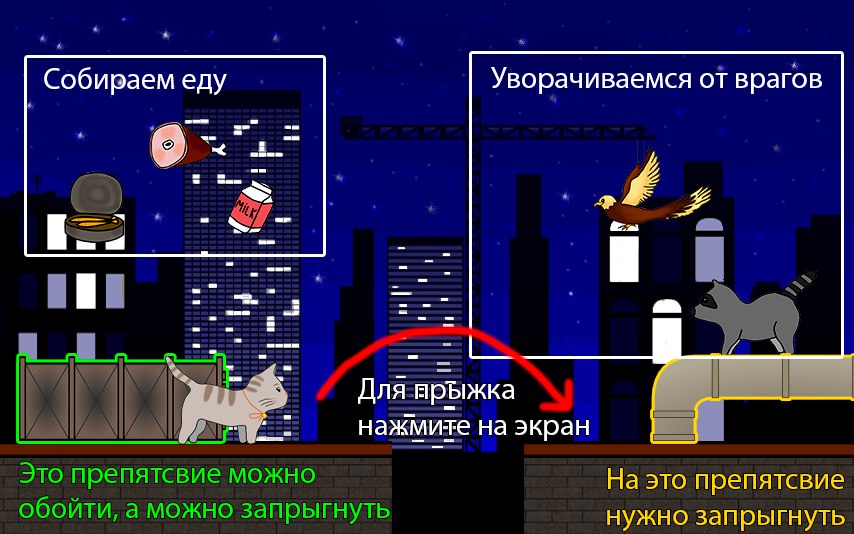 Собираем еду
Уворачиваемся от врагов
MILK
Для прыжка
нажмите на экран
Это препятсвие можно
обойти, а можно запрыгнуть
На это препятсвие
нужно запрыгнуть